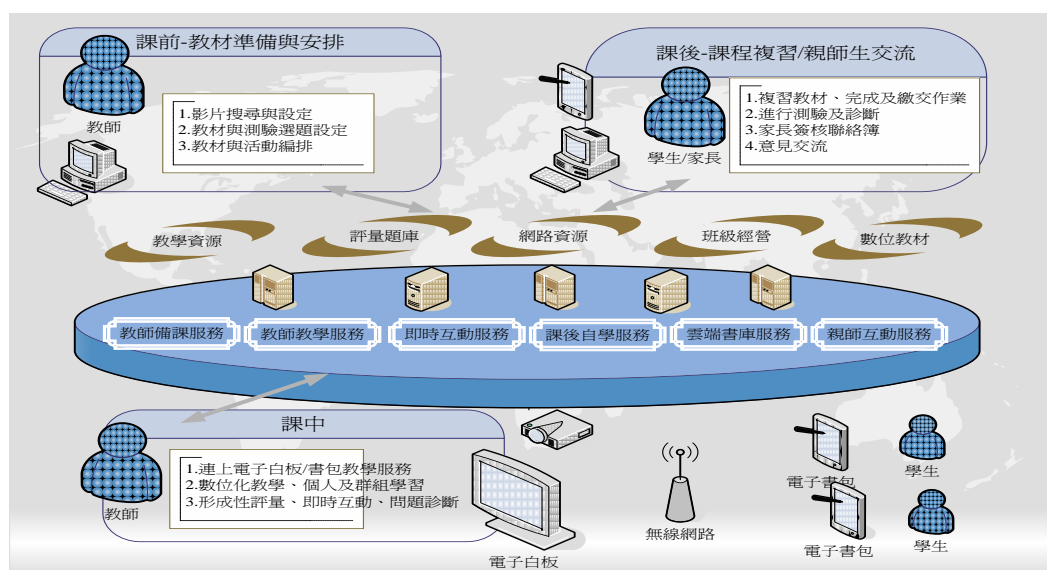 課前-教材準備與安排
教師
1.影片搜尋與設定
2.教材與測驗選題設定
3.教材與活動編排
課後-課程複習/親師生交流
學生/家長
1.複習教材、完成及繳交作業
2.進行測驗及診斷
3.家長簽核聯絡簿
4.意見交流
教學資源
評量題庫
網路資源
班級經營
數位教材
教師備課服務
教師教學服務
即時互動服務
課後自學服務
雲端書庫服務
親師互動服務
課中
教師
1.連上電子白板/書包教學服務
2.數位化教學、個人及群組學習
3.形成性評量、即時互動、問題診斷
電子白板
無線網路
電子書包
學生
電子書包
學生